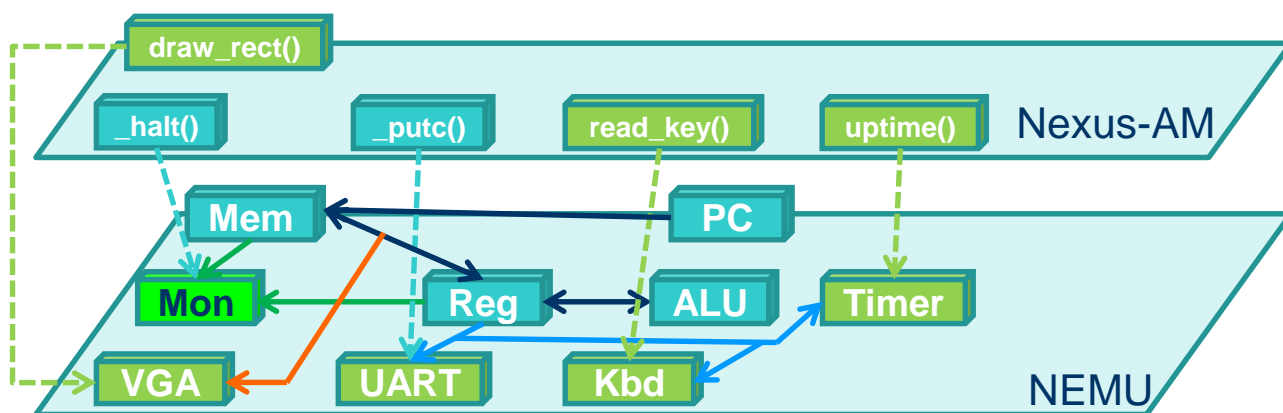 draw_rect()
_halt()
_putc()
read_key()
uptime()
Nexus-AM
Mem
PC
Mon
Reg
ALU
Timer
VGA
UART
Kbd
NEMU